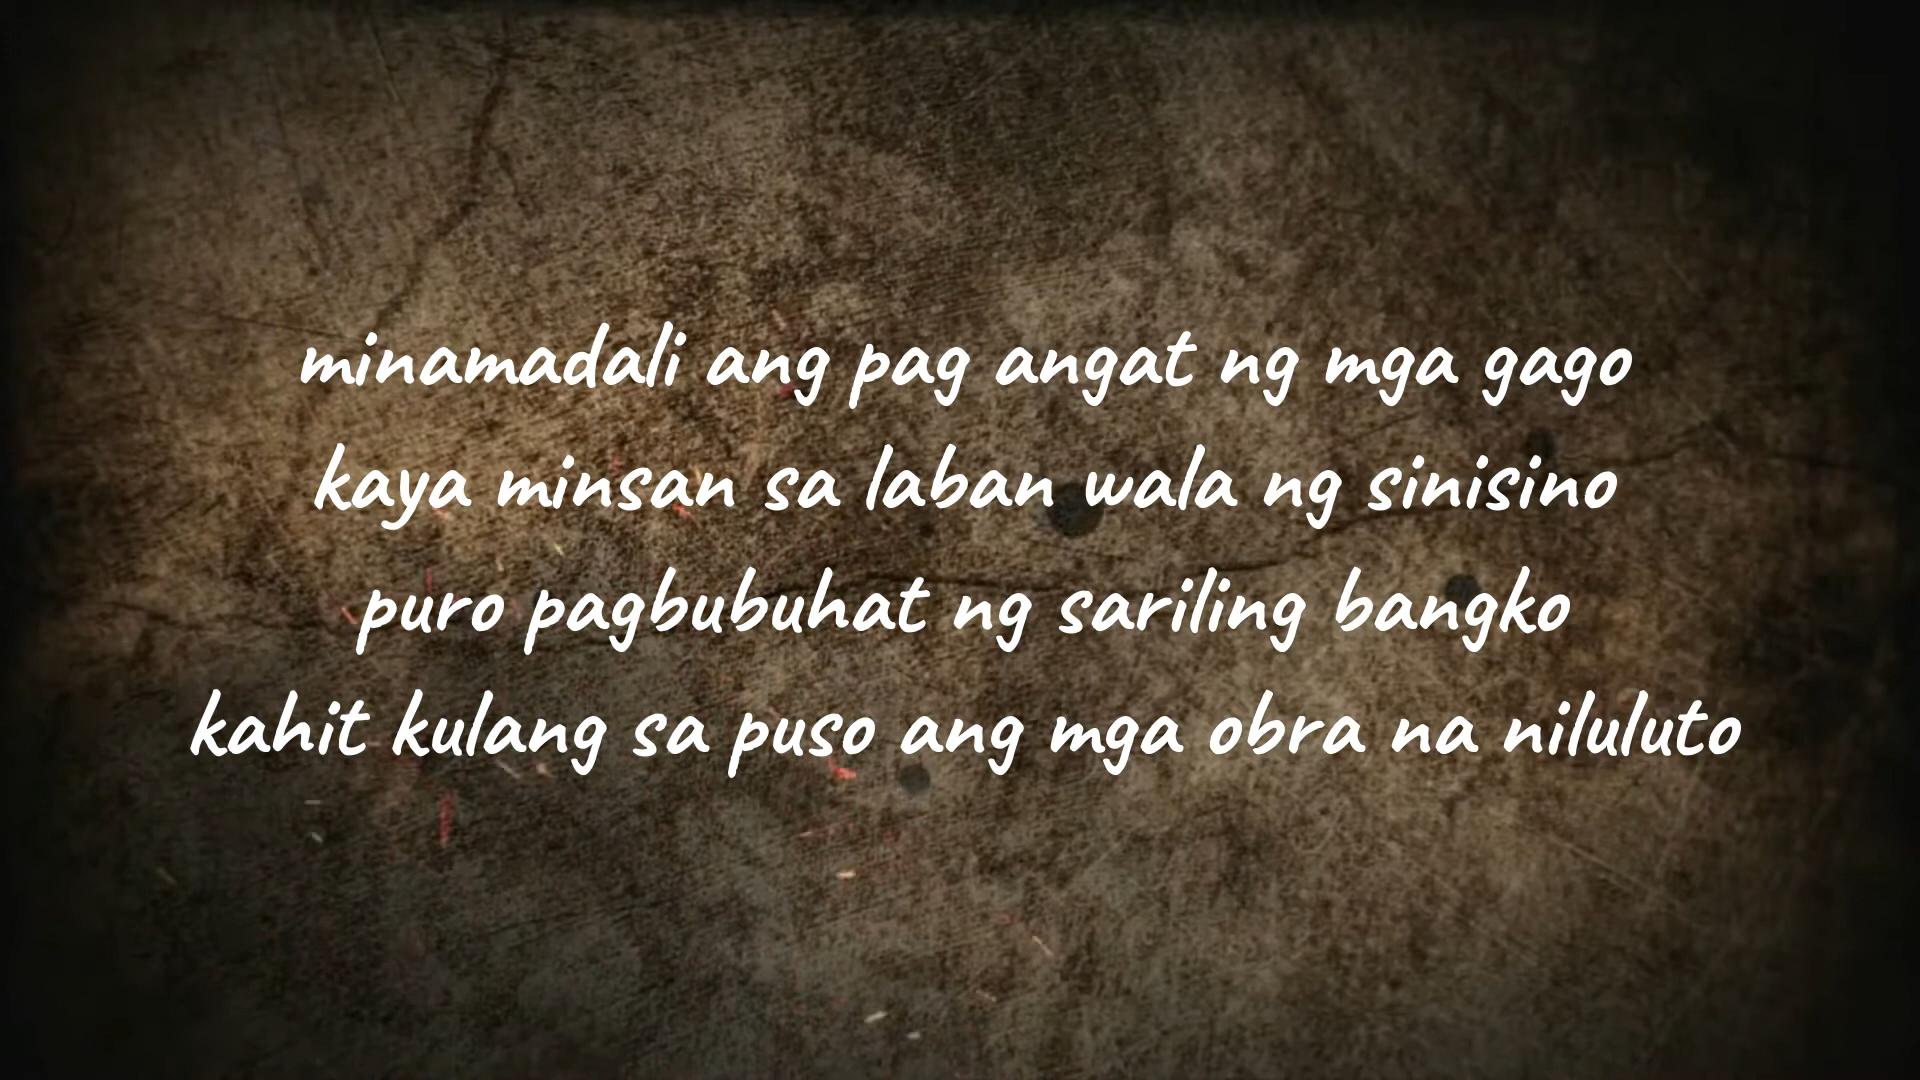 minamadali ang pag angat ng mga gago
kaya minsan sa laban wala ng sinisino
puro pagbubuhat ng sariling bangko
kahit kulang sa puso ang mga obra na niluluto